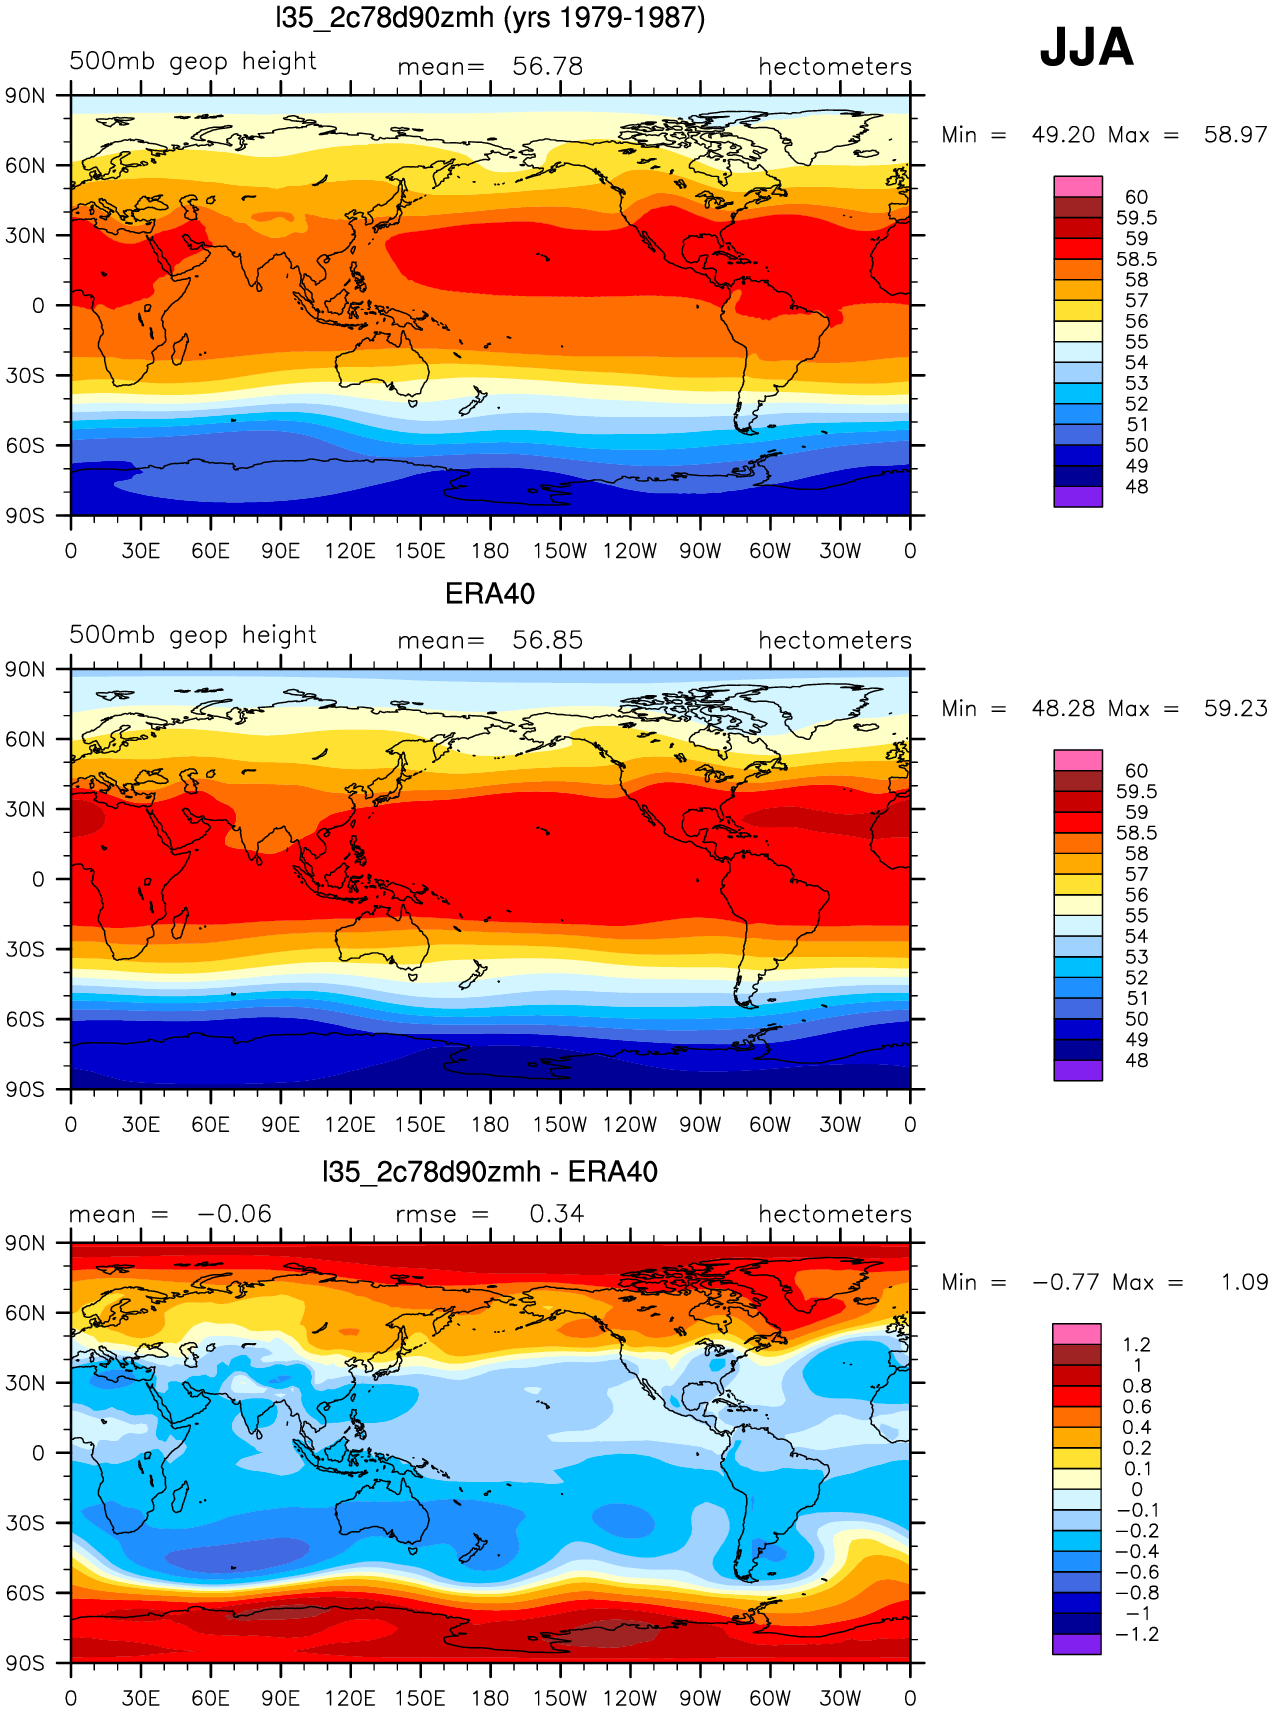 l35_2c78d90zmh (yrs 1979-1987)
JJA
500mb geop height mean= 56.78 hectometers
Min = 49.20 Max = 58.97
90N
60N
30N
0
30S
60S
90S
0 30E 60E 90E 120E 150E 180 150W 120W 90W 60W 30W 0
60
59.5
59
58.5
58
57
56
55
54
53
52
51
50
49
48
ERA40
500mb geop height mean= 56.85 hectometers
Min = 48.28 Max = 59.23
90N
60N
30N
0
30S
60S
90S
0 30E 60E 90E 120E 150E 180 150W 120W 90W 60W 30W 0
60
59.5
59
58.5
58
57
56
55
54
53
52
51
50
49
48
l35_2c78d90zmh - ERA40
mean = -0.06 rmse = 0.34 hectometers
Min = -0.77 Max = 1.09
90N
60N
30N
0
30S
60S
90S
0 30E 60E 90E 120E 150E 180 150W 120W 90W 60W 30W 0
1.2
1
0.8
0.6
0.4
0.2
0.1
0
-0.1
-0.2
-0.4
-0.6
-0.8
-1
-1.2